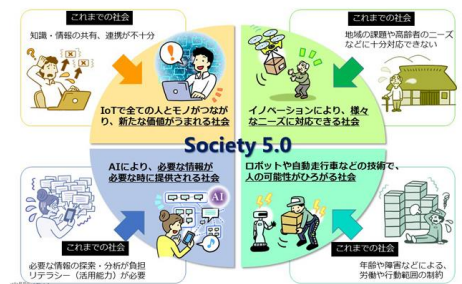 これまでの社会
知識・情報の共有、連携が不十分
IoTで全ての人とモノがつなが
り、新たな価値がうまれる社会
これまでの社会
地域の課題や高齢者のニーズ
などに十分対応できない
イノベーションにより、様々
なニーズに対応できる社会
Society 5.0
AIにより、必要な情報が
必要な時に提供される社会
AI
これまでの社会
必要な情報の探索・分析が負担
リテラシー（活用能力）が必要
ロボットや自動走行車などの技術で、
人の可能性がひろがる社会
これまでの社会
年齢や障害などによる、
労働や行動範囲の制約